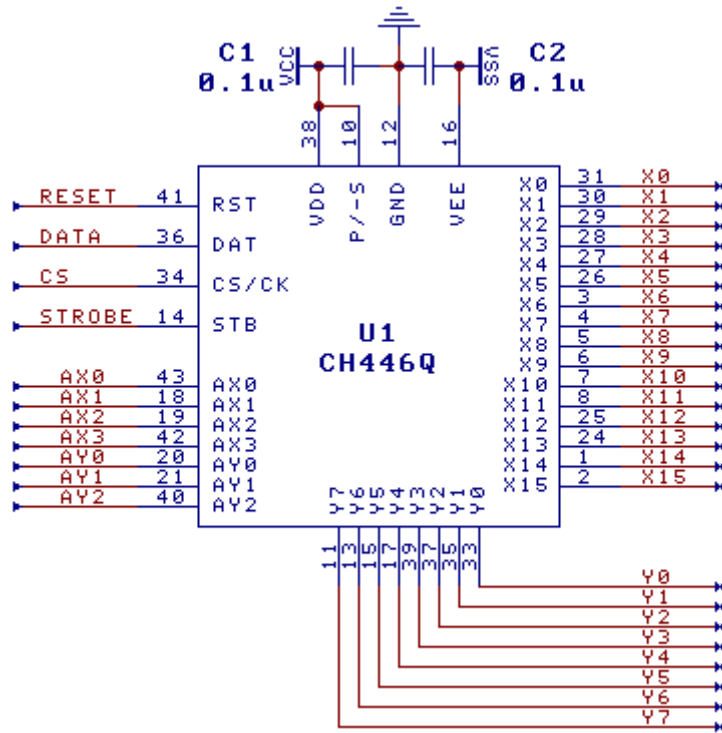 C1
0.1u
VCC
VSS
C2
0.1u
38
10
12
16
VDD
P/-S
GND
VEE
RESET 41 RST
DATA 36 DAT
CS 34 CS/CK
STROBE 14 STB
AX0 43 AX0
AX1 18 AX1
AX2 19 AX2
AX3 42 AX3
AY0 20 AY0
AY1 21 AY1
AY2 40 AY2
U1
CH446Q
X0 31 X0
X1 30 X1
X2 29 X2
X3 28 X3
X4 27 X4
X5 26 X5
X6 3 X6
X7 4 X7
X8 5 X8
X9 6 X9
X10 7 X10
X11 8 X11
X12 25 X12
X13 24 X13
X14 1 X14
X15 2 X15
Y7 Y6 Y5 Y4 Y3 Y2 Y1 Y0
11 13 15 17 39 37 35 33
Y0
Y1
Y2
Y3
Y4
Y5
Y6
Y7